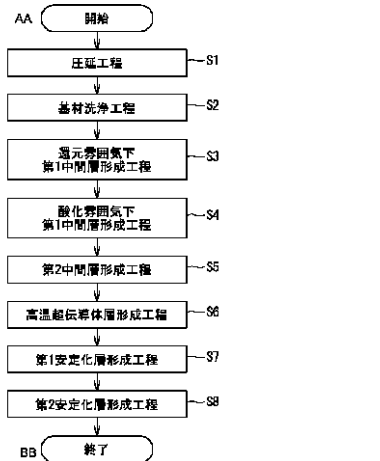 AA 開始
圧延工程 S1
基材洗浄工程 S2
還元雰囲気下 S3
第1中間層形成工程
酸化雰囲気下 S4
第1中間層形成工程
第2中間層形成工程 S5
高温超伝導体層形成工程 S6
第1安定化層形成工程 S7
第2安定化層形成工程 S8
BB 終了